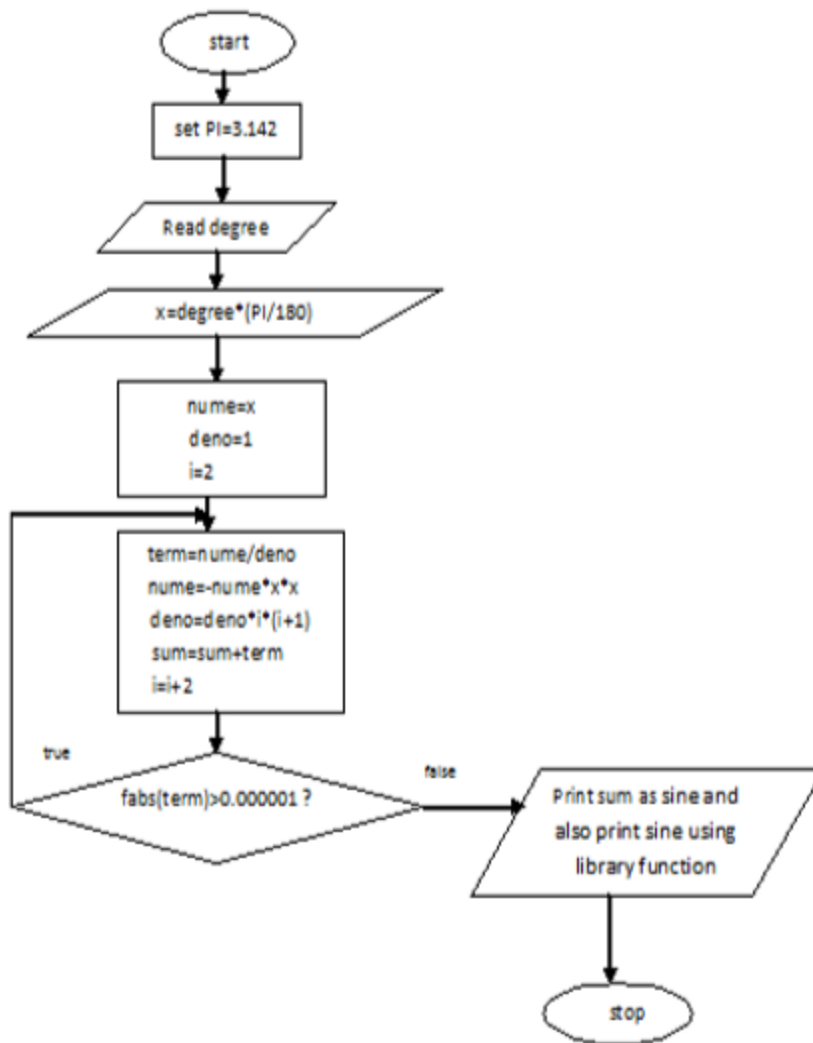 start
set PI=3.142
Read degree
x=degree*(PI/180)
nume=x
deno=1
i=2
term=nume/deno
nume=-nume*x*x
deno=deno*i*(i+1)
sum=sum+term
i=i+2
true
fabs(term)>0.000001 ?
false
Print sum as sine and
also print sine using
library function
stop